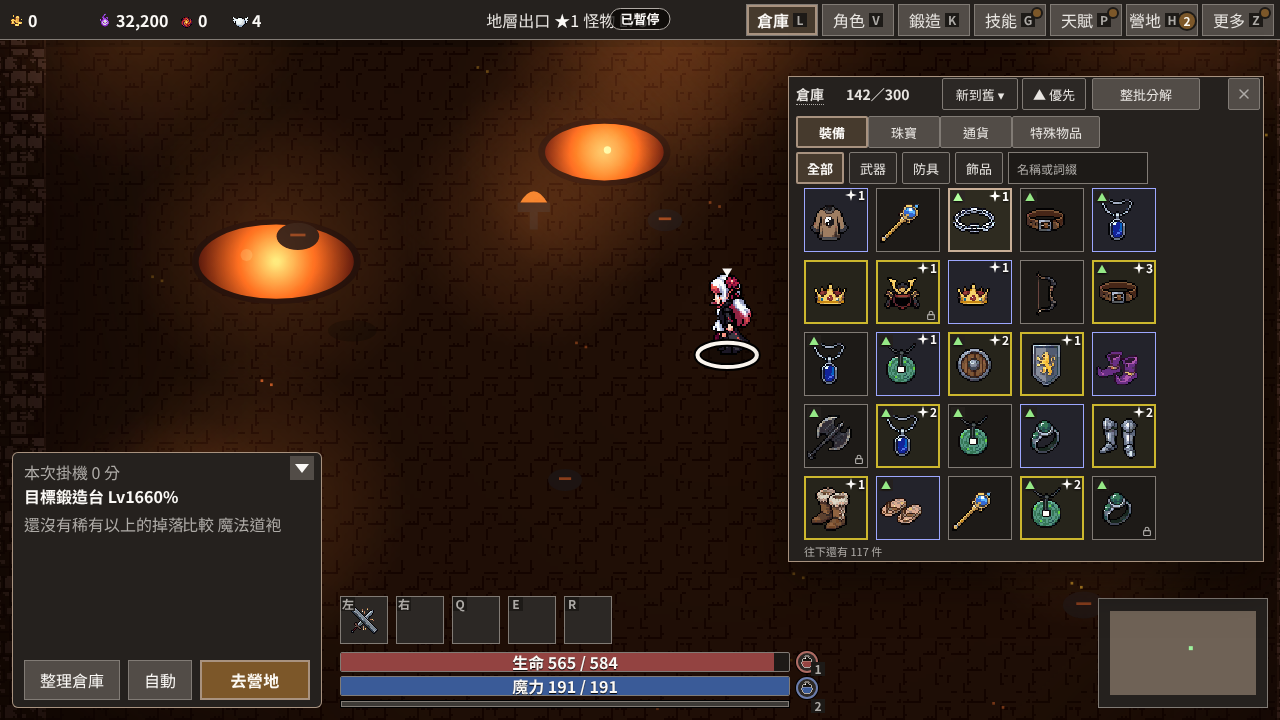 0 32,200 0 4
地層出口 ★1 怪物 已暫停
倉庫 L 角色 V 鍛造 K 技能 G 天賦 P 營地 H 2 更多 Z
倉庫 142／300 新到舊 ▾ ▲優先 整批分解 ×
裝備 珠寶 通貨 特殊物品
全部 武器 防具 飾品 名稱或詞綴
1 1
1 1 3
1 2 1
2 2
1 2
往下還有 117 件
本次掛機 0 分
目標鍛造台 Lv1660%
還沒有稀有以上的掉落比較 魔法道袍
整理倉庫 自動 去營地
左 右 Q E R
生命 565 / 584 1
魔力 191 / 191 2